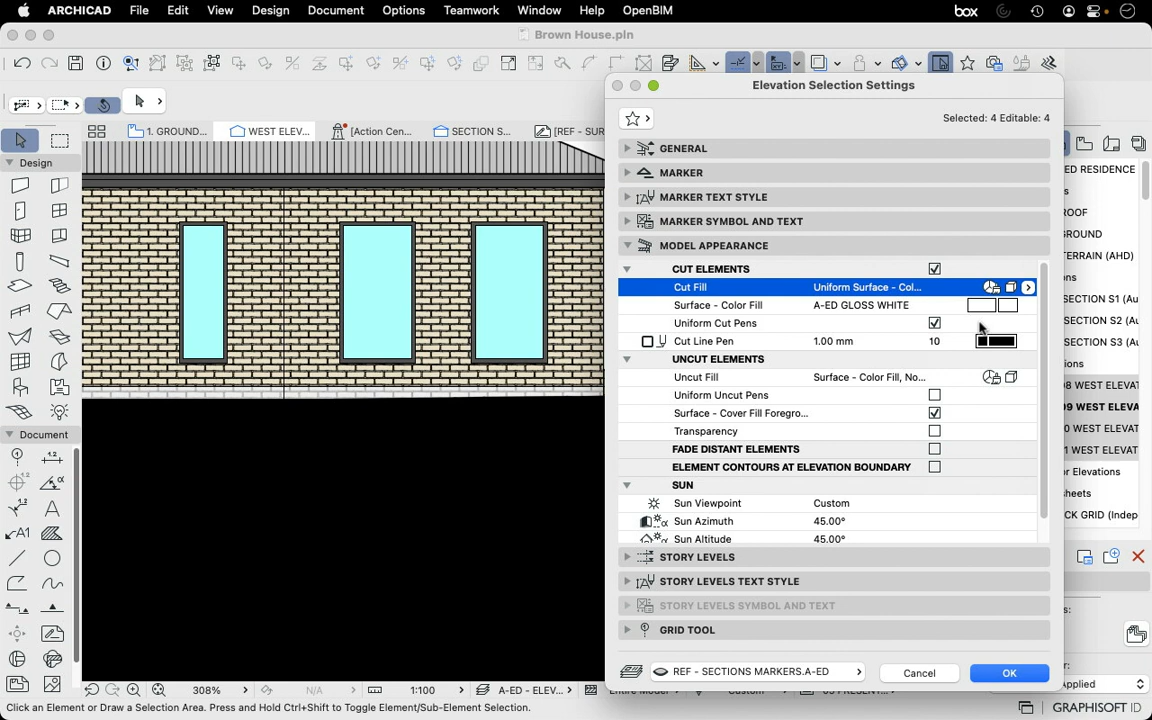 ARCHICAD File Edit View Design Document Options Teamwork Window Help OpenBIM box
Brown House.pln
1. GROUND... WEST ELEV... [Action Cen... SECTION S... [REF - SUR
Design
Document
Elevation Selection Settings
Selected: 4 Editable: 4
GENERAL
MARKER
MARKER TEXT STYLE
MARKER SYMBOL AND TEXT
MODEL APPEARANCE
CUT ELEMENTS
Cut Fill Uniform Surface - Col...
Surface - Color Fill A-ED GLOSS WHITE
Uniform Cut Pens
Cut Line Pen 1.00 mm 10
UNCUT ELEMENTS
Uncut Fill Surface - Color Fill, No...
Uniform Uncut Pens
Surface - Cover Fill Foregro...
Transparency
FADE DISTANT ELEMENTS
ELEMENT CONTOURS AT ELEVATION BOUNDARY
SUN
Sun Viewpoint Custom
Sun Azimuth 45.00°
Sun Altitude 45.00°
STORY LEVELS
STORY LEVELS TEXT STYLE
STORY LEVELS SYMBOL AND TEXT
GRID TOOL
REF - SECTIONS MARKERS.A-ED
Cancel OK
ED RESIDENCE
s
ROOF
GROUND
TERRAIN (AHD)
ns
SECTION S1 (Au
SECTION S2 (Au
SECTION S3 (Au
ions
08 WEST ELEVAT
09 WEST ELEVA
0 WEST ELEVAT
1 WEST ELEVAT
or Elevations
heets
CK GRID (Indep
s:
r:
pplied
308% N/A 1:100 A-ED - ELEV...
Click an Element or Draw a Selection Area. Press and Hold Ctrl+Shift to Toggle Element/Sub-Element Selection.
GRAPHISOFT ID